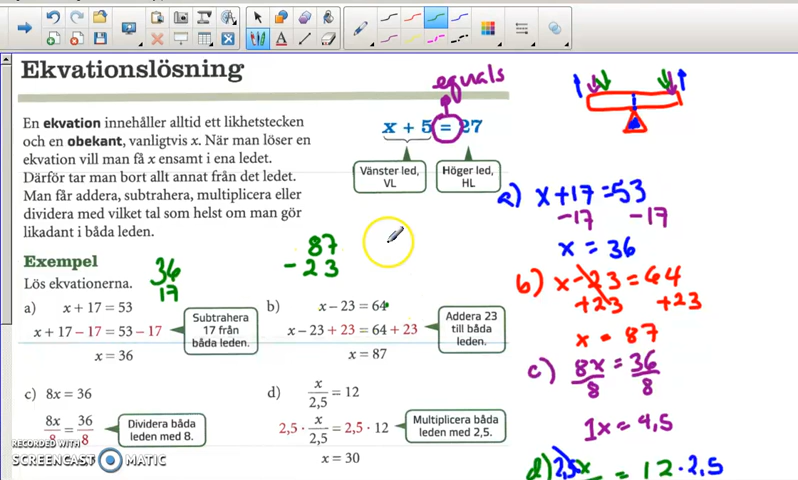 Ekvationslösning
equals
En ekvation innehåller alltid ett likhetstecken
och en obekant, vanligtvis x. När man löser en
ekvation vill man få x ensamt i ena ledet.
Därför tar man bort allt annat från det ledet.
Man får addera, subtrahera, multiplicera eller
dividera med vilket tal som helst om man gör
likadant i båda leden.
x + 5 = 27
Vänster led,
VL
Höger led,
HL
Exempel
Lös ekvationerna.
36
17
87
- 23
a) x + 17 = 53
x + 17 - 17 = 53 - 17
x = 36
Subtrahera
17 från
båda leden.
b) x - 23 = 64
x - 23 + 23 = 64 + 23
x = 87
Addera 23
till båda
leden.
c) 8x = 36
8x/8 = 36/8
Dividera båda
leden med 8.
d) x/2,5 = 12
2,5 · x/2,5 = 2,5 · 12
x = 30
Multiplicera båda
leden med 2,5.
a) x+17=53
-17 -17
x = 36
b) x-23=64
+23 +23
x = 87
c) 8x/8 = 36/8
1x = 4,5
d) 2,5x = 12·2,5
RECORDED WITH
SCREENCAST MATIC